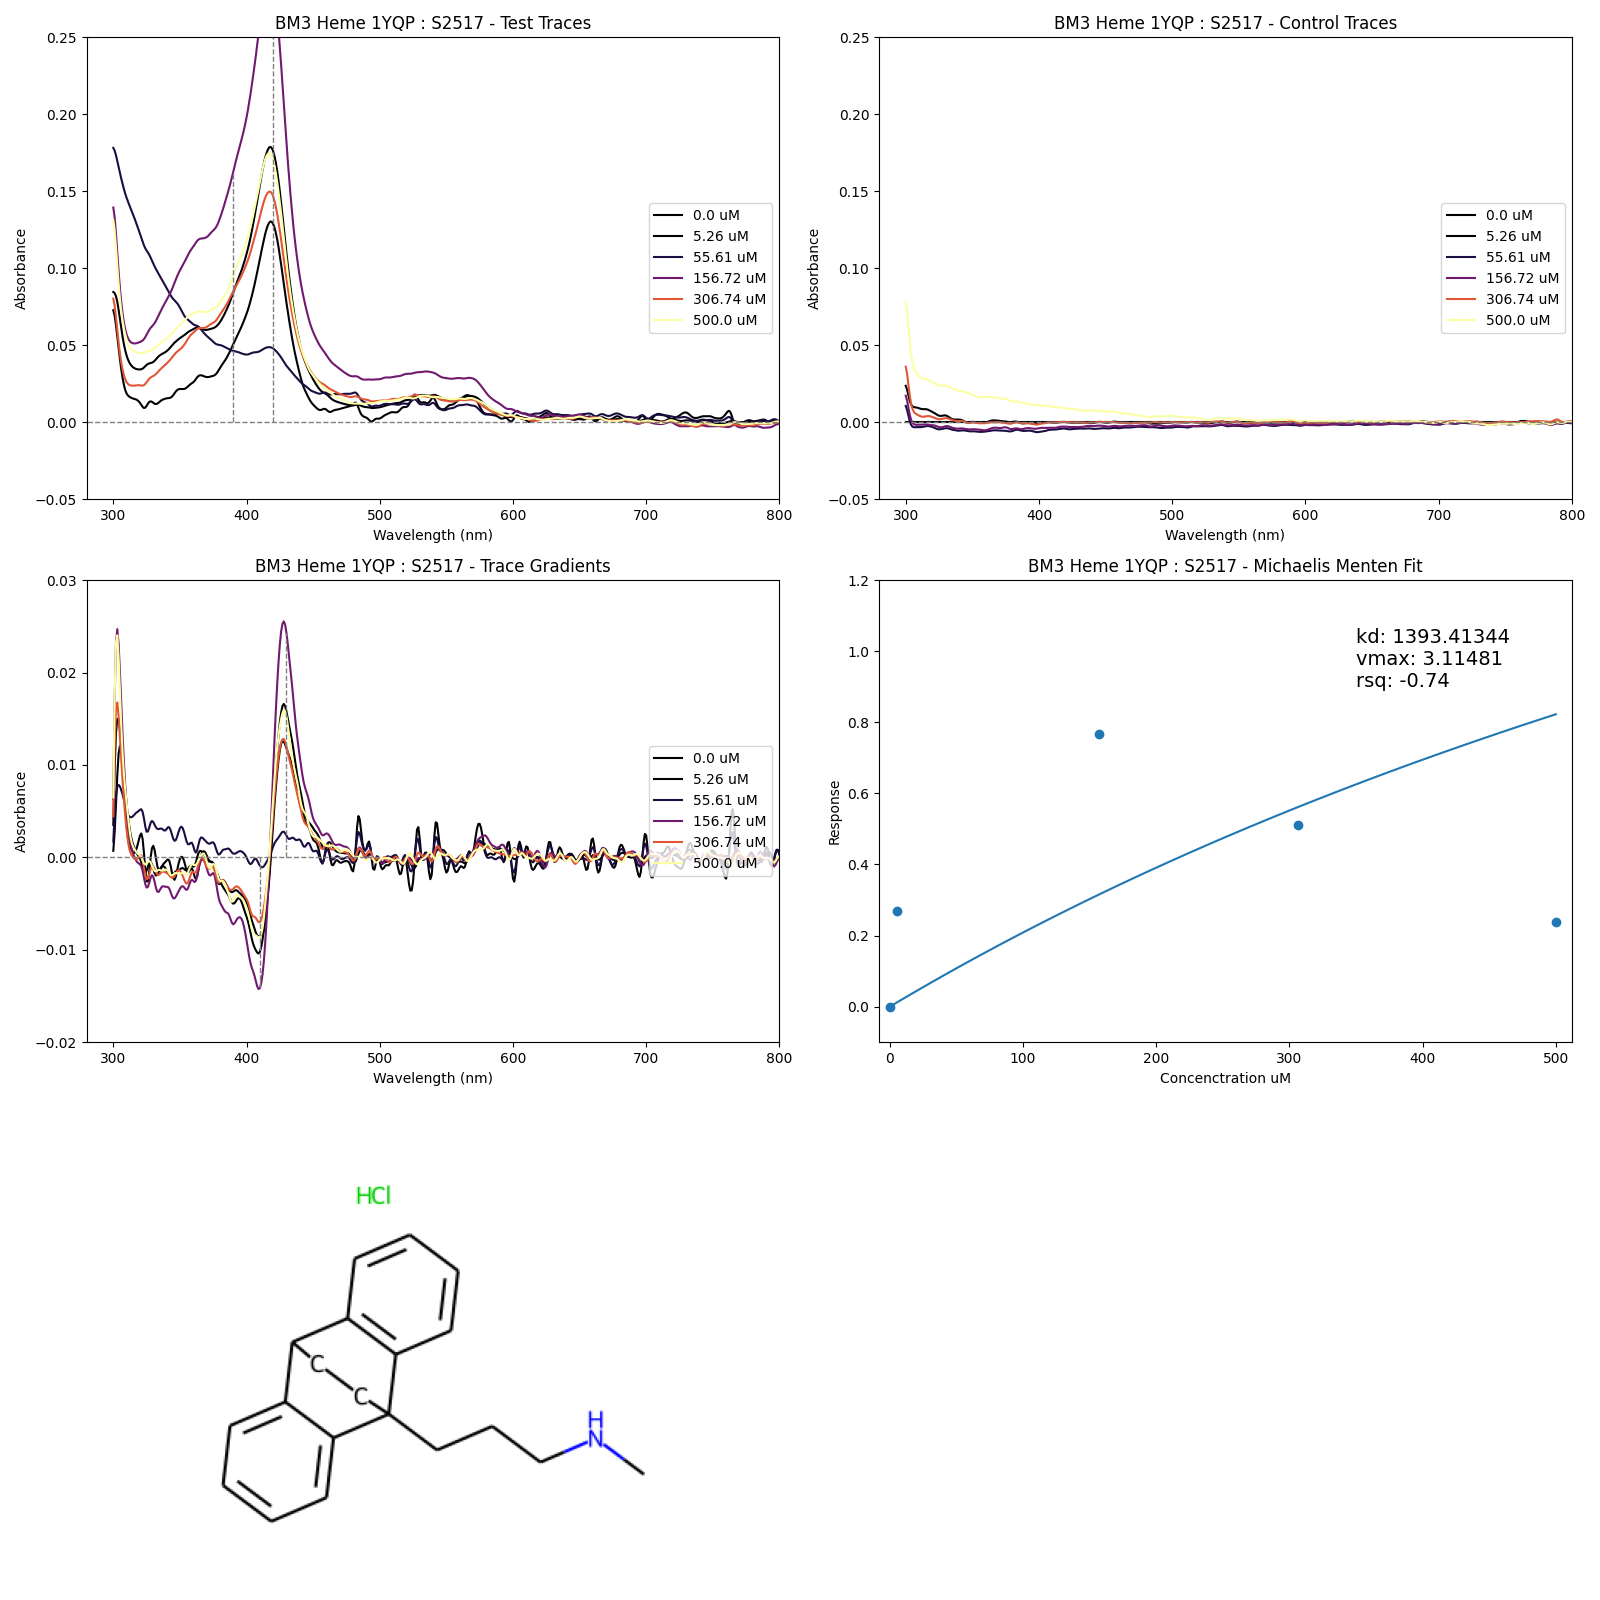 BM3 Heme 1YQP : S2517 - Test Traces
0.25
0.20
0.15
0.10
0.05
0.00
−0.05
Absorbance
300
400
500
600
700
800
Wavelength (nm)
0.0 uM
5.26 uM
55.61 uM
156.72 uM
306.74 uM
500.0 uM
BM3 Heme 1YQP : S2517 - Control Traces
0.25
0.20
0.15
0.10
0.05
0.00
−0.05
Absorbance
300
400
500
600
700
800
Wavelength (nm)
0.0 uM
5.26 uM
55.61 uM
156.72 uM
306.74 uM
500.0 uM
BM3 Heme 1YQP : S2517 - Trace Gradients
0.03
0.02
0.01
0.00
−0.01
−0.02
Absorbance
300
400
500
600
700
800
Wavelength (nm)
0.0 uM
5.26 uM
55.61 uM
156.72 uM
306.74 uM
500.0 uM
BM3 Heme 1YQP : S2517 - Michaelis Menten Fit
1.2
1.0
0.8
0.6
0.4
0.2
0.0
Response
0
100
200
300
400
500
Concenctration uM
kd: 1393.41344
vmax: 3.11481
rsq: -0.74
HCl
C
C
H
N